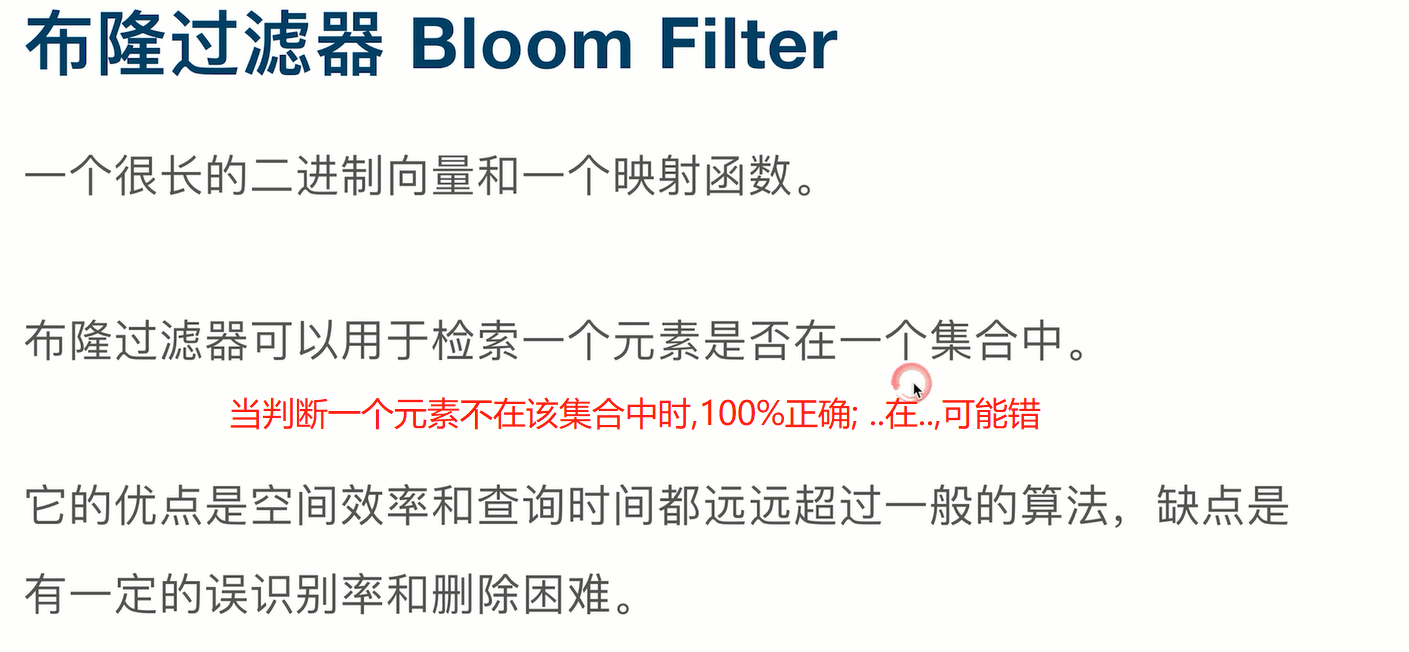 布隆过滤器 Bloom Filter
一个很长的二进制向量和一个映射函数。
布隆过滤器可以用于检索一个元素是否在一个集合中。
当判断一个元素不在该集合中时,100%正确; ..在..,可能错
它的优点是空间效率和查询时间都远远超过一般的算法，缺点是
有一定的误识别率和删除困难。